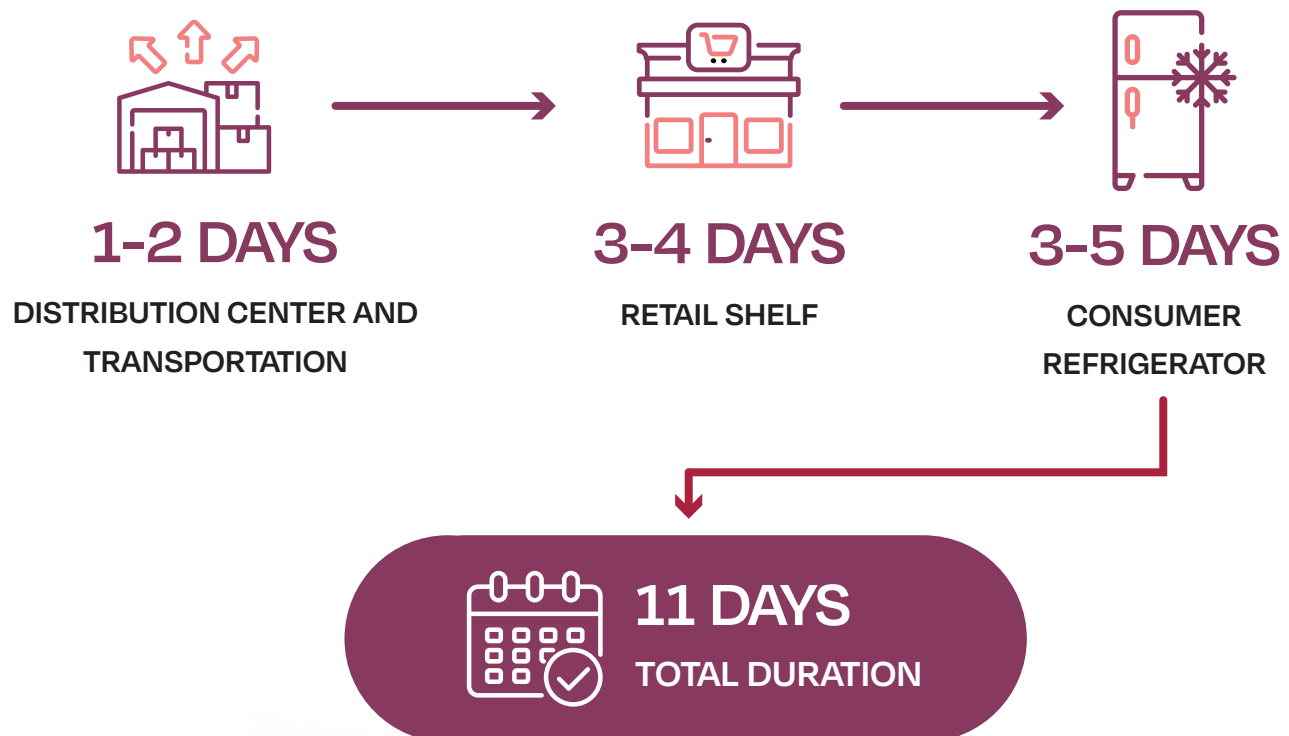 1-2 DAYS
DISTRIBUTION CENTER AND
TRANSPORTATION
3-4 DAYS
RETAIL SHELF
3-5 DAYS
CONSUMER
REFRIGERATOR
11 DAYS
TOTAL DURATION